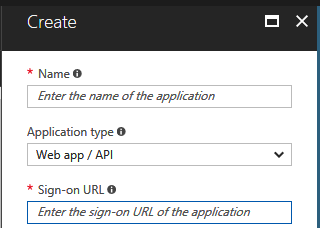 Create
* Name
Enter the name of the application
Application type
Web app / API
* Sign-on URL
Enter the sign-on URL of the application